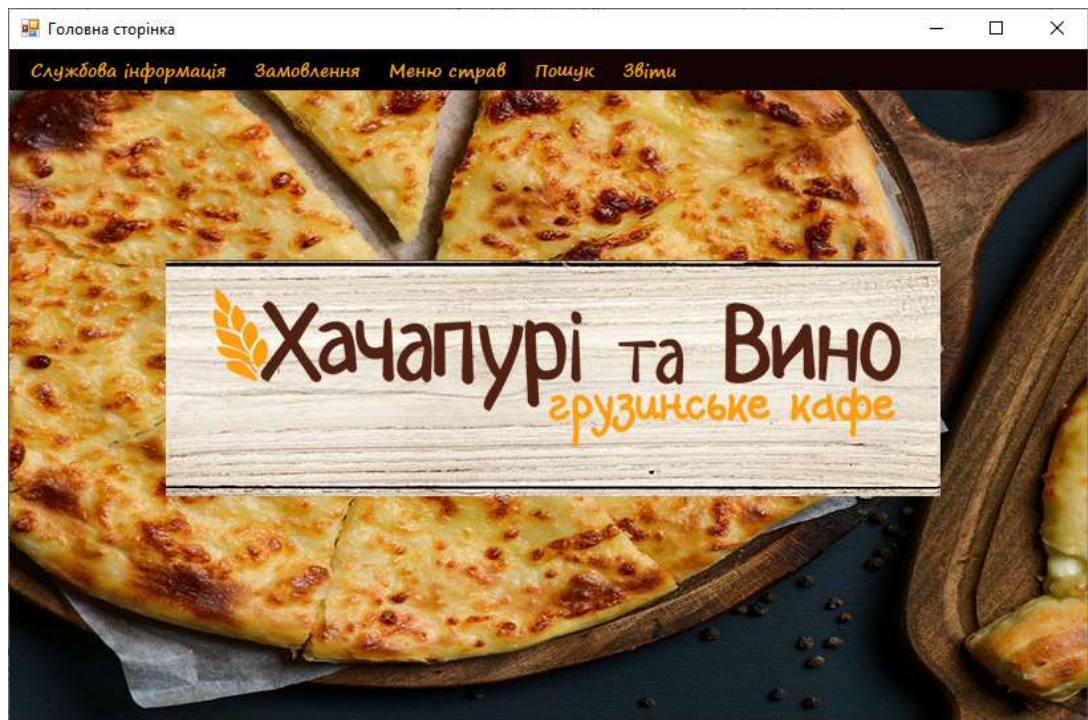 Головна сторінка
Службова інформація Замовлення Меню страв Пошук Звіти
Хачапурі та Вино
грузинське кафе